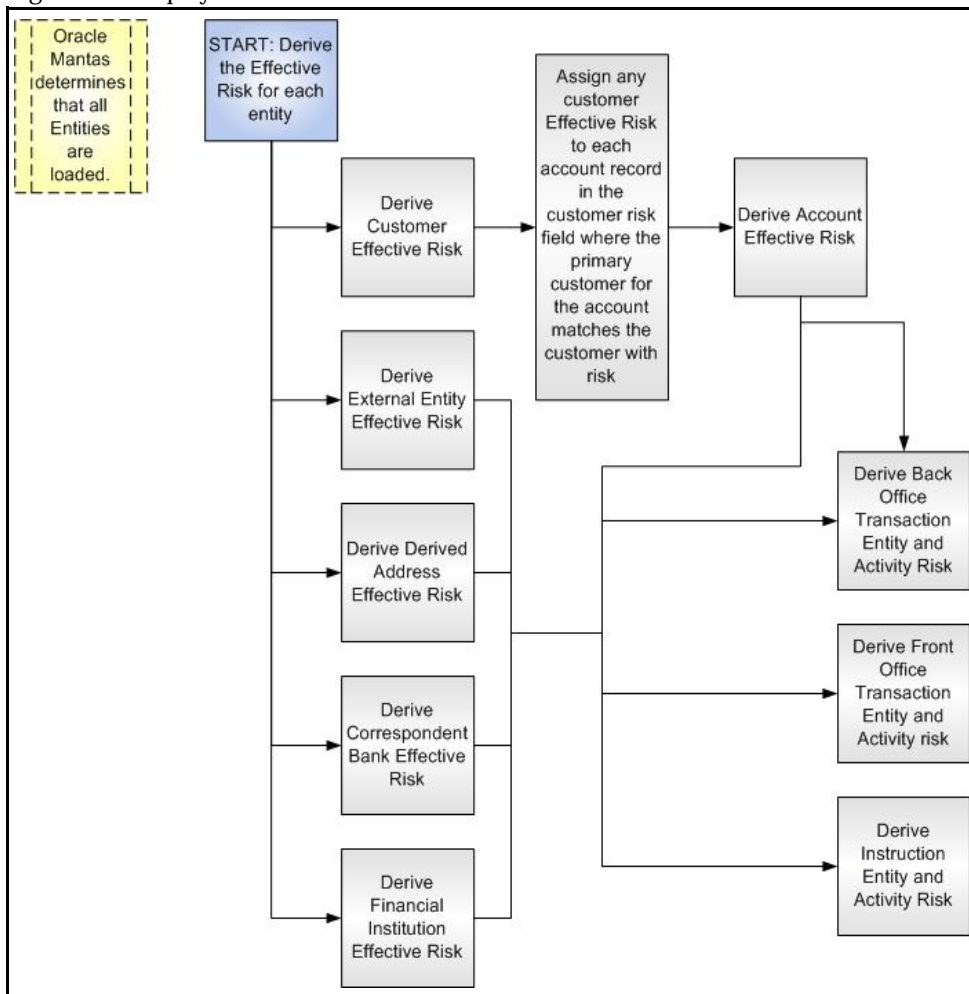 Oracle
Mantas
determines
that all
Entities
are
loaded.
START: Derive
the Effective
Risk for each
entity
Assign any
customer
Effective Risk
to each
account record
in the
customer risk
field where the
primary
customer for
the account
matches the
customer with
risk
Derive
Customer
Effective Risk
Derive Account
Effective Risk
Derive
External Entity
Effective Risk
Derive Back
Office
Transaction
Entity and
Activity Risk
Derive Derived
Address
Effective Risk
Derive Front
Office
Transaction
Entity and
Activity risk
Derive
Correspondent
Bank Effective
Risk
Derive
Instruction
Entity and
Activity Risk
Derive
Financial
Institution
Effective Risk